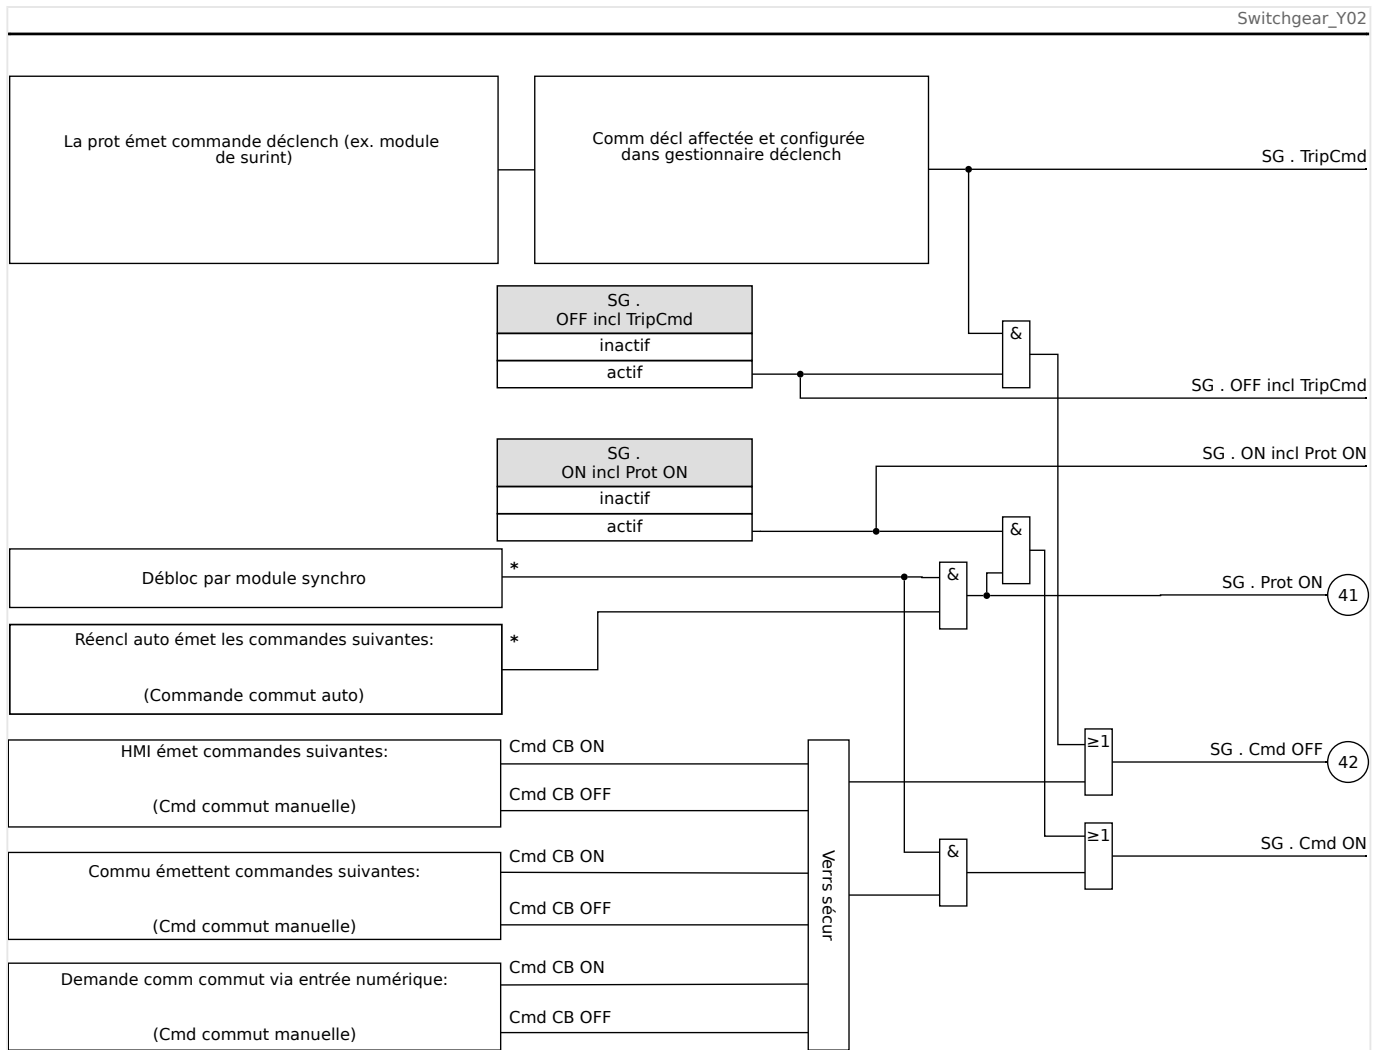 Switchgear_Y02
La prot émet commande déclench (ex. module
de surint)
Comm décl affectée et configurée
dans gestionnaire déclench
SG . TripCmd
SG .
OFF incl TripCmd
inactif
actif
&
SG . OFF incl TripCmd
SG .
ON incl Prot ON
inactif
actif
SG . ON incl Prot ON
&
Débloc par module synchro
*
&
SG . Prot ON
41
Réencl auto émet les commandes suivantes:
(Commande commut auto)
*
HMI émet commandes suivantes:
(Cmd commut manuelle)
Cmd CB ON
Cmd CB OFF
≥1
SG . Cmd OFF
42
Commu émettent commandes suivantes:
(Cmd commut manuelle)
Cmd CB ON
Cmd CB OFF
Verrs sécur
&
≥1
SG . Cmd ON
Demande comm commut via entrée numérique:
(Cmd commut manuelle)
Cmd CB ON
Cmd CB OFF